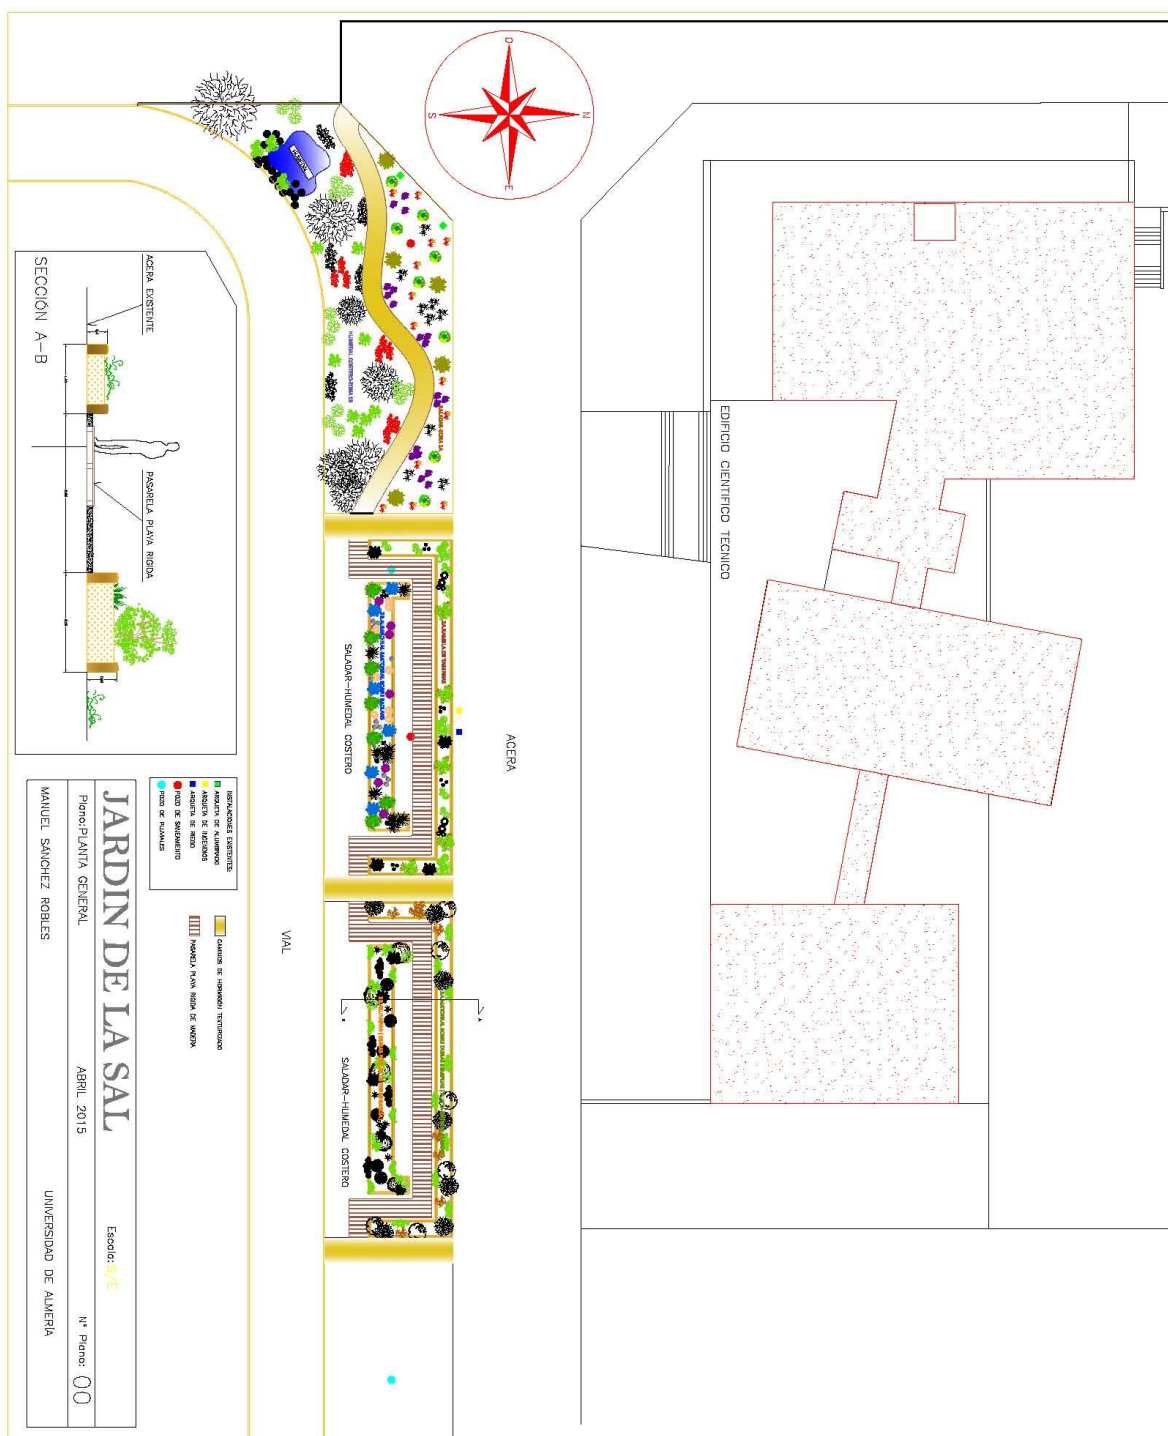 JARDIN DE LA SAL
Escala: S/E
Plano: PLANTA GENERAL
ABRIL 2015
Nº Plano: 00
MANUEL SÁNCHEZ ROBLES
UNIVERSIDAD DE ALMERÍA
INSTALACIONES EXISTENTES:
ARQUETA DE ALUMBRADO
ARQUETA DE INCENDIOS
ARQUETA DE RIEGO
POZO DE SANEAMIENTO
POZO DE PLUVIALES
CAMINOS DE HORMIGON TEXTURIZADO
PASARELA PLAYA RIGIDA DE MADERA
SECCIÓN A-B
ACERA EXISTENTE
PASARELA PLAYA RIGIDA
VIAL
ACERA
SALADAR-HUMEDAL COSTERO
SALADAR-HUMEDAL COSTERO
EDIFICIO CIENTIFICO TECNICO
HUMEDAL
A
B
S
N
E